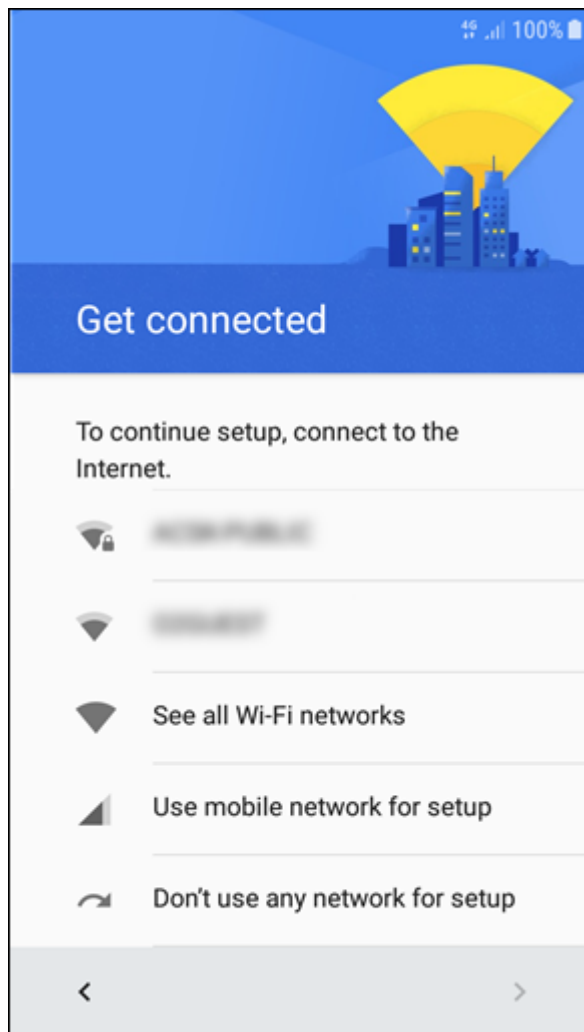 4G 100%
Get connected
To continue setup, connect to the
Internet.
See all Wi-Fi networks
Use mobile network for setup
Don't use any network for setup